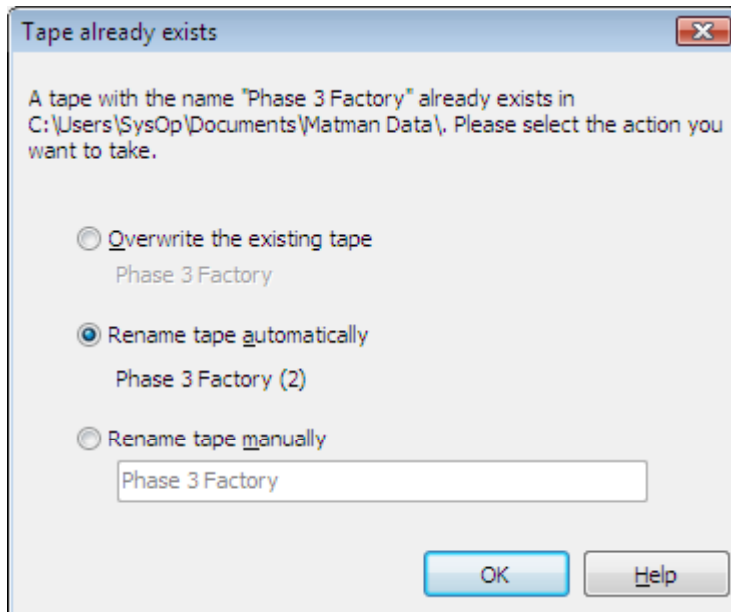 Tape already exists
A tape with the name "Phase 3 Factory" already exists in
C:\Users\SysOp\Documents\Matman Data\. Please select the action you
want to take.
Overwrite the existing tape
Phase 3 Factory
Rename tape automatically
Phase 3 Factory (2)
Rename tape manually
Phase 3 Factory
OK Help